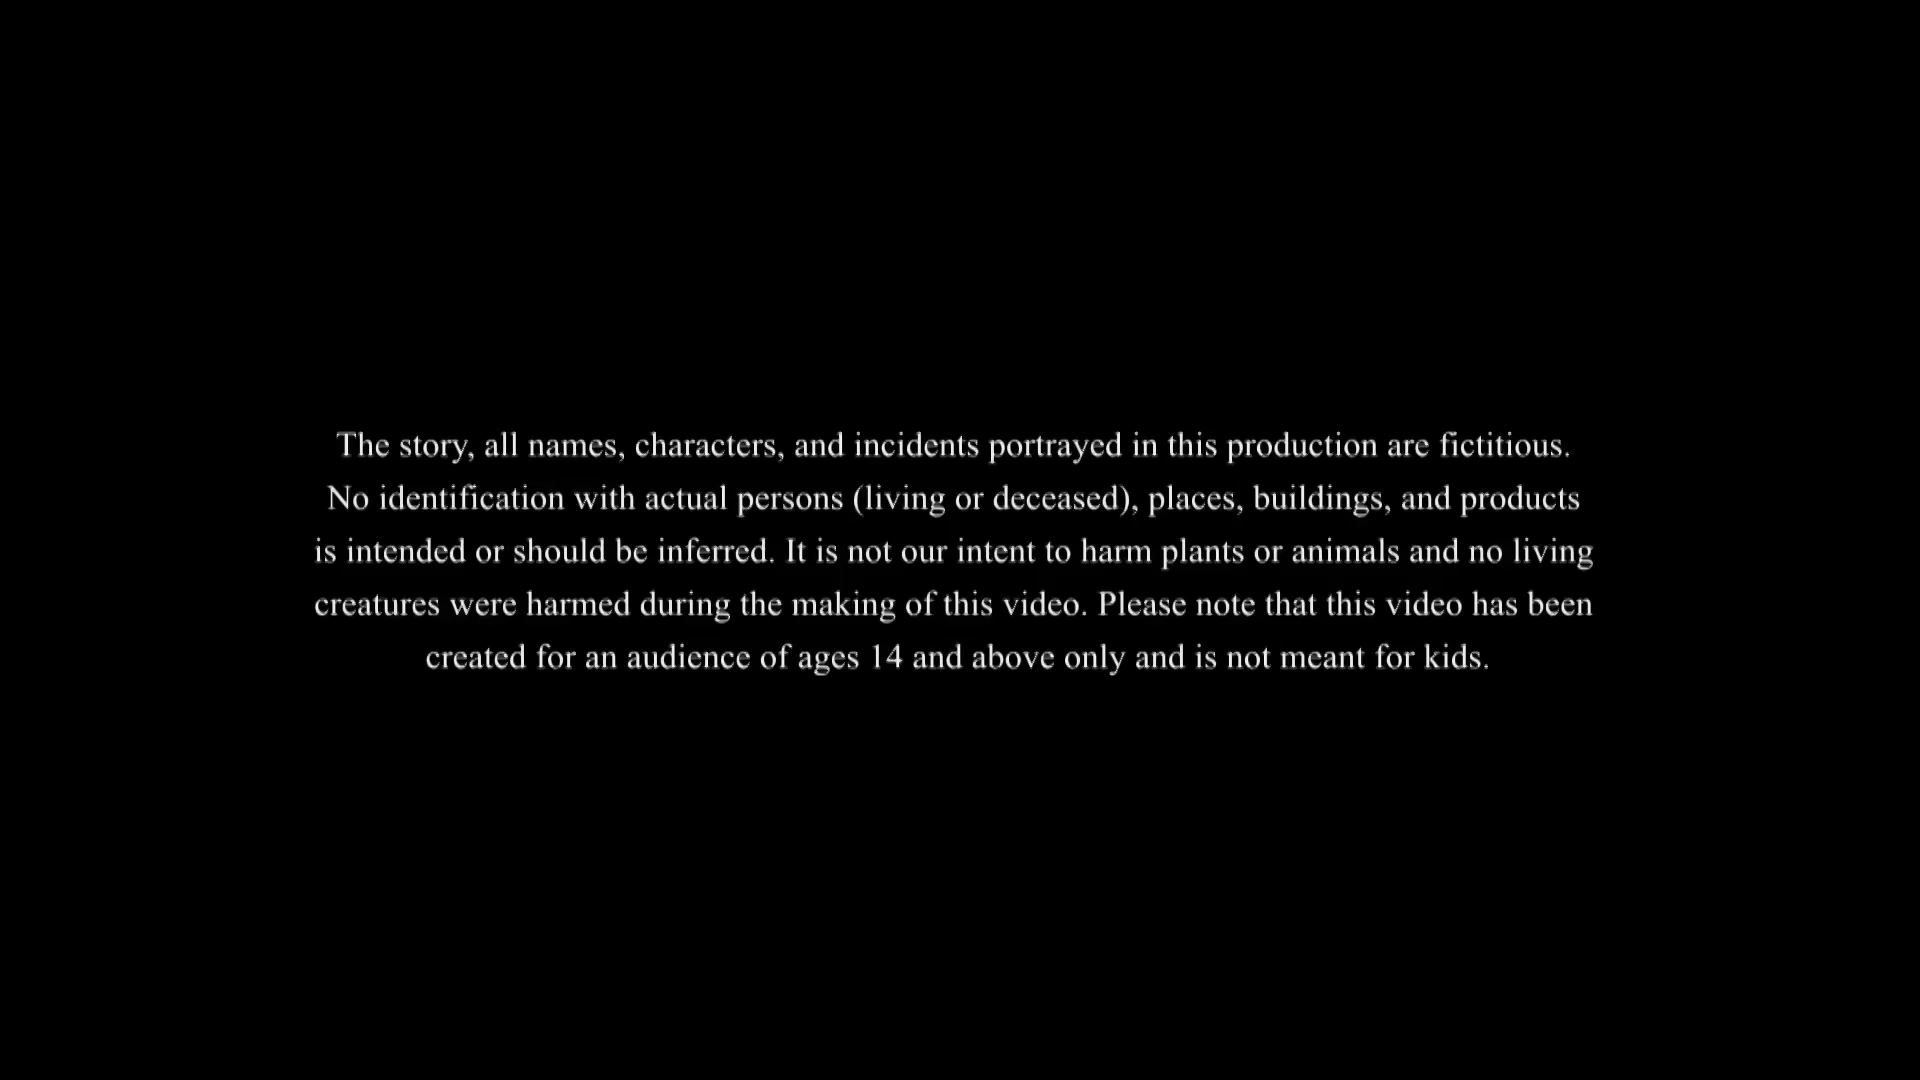 The story, all names, characters, and incidents portrayed in this production are fictitious.
No identification with actual persons (living or deceased), places, buildings, and products
is intended or should be inferred. It is not our intent to harm plants or animals and no living
creatures were harmed during the making of this video. Please note that this video has been
created for an audience of ages 14 and above only and is not meant for kids.